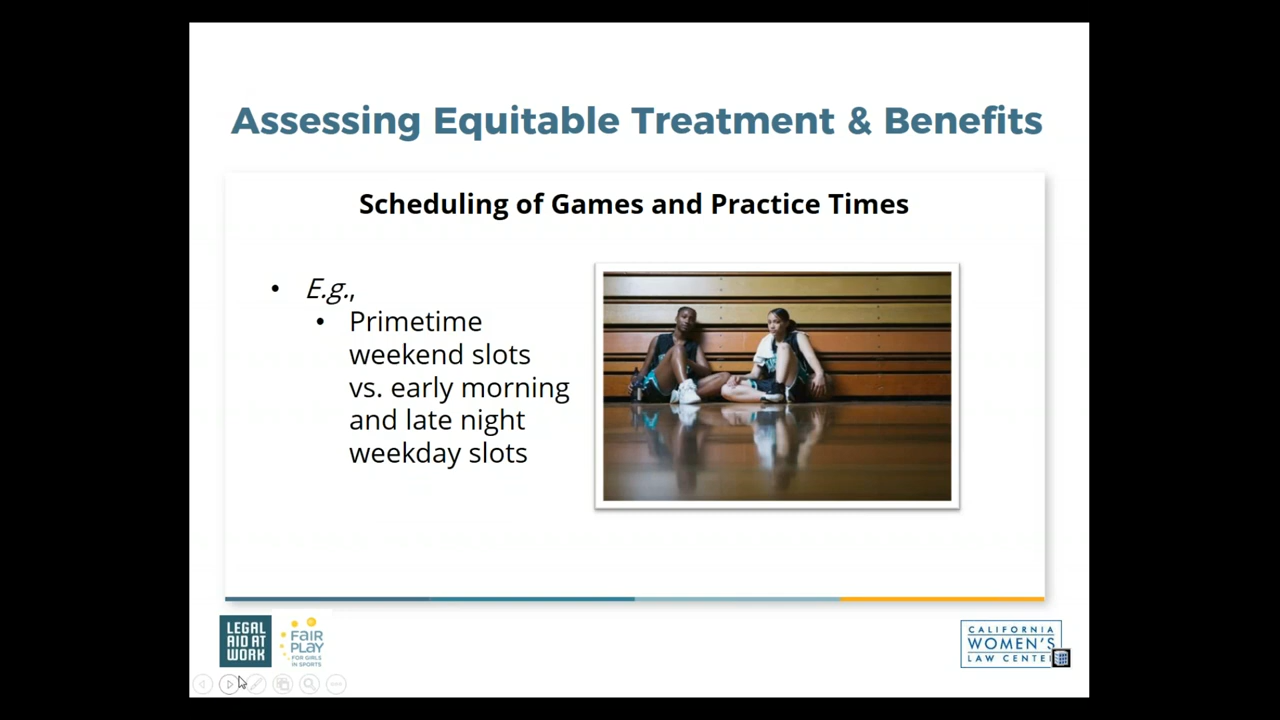 Assessing Equitable Treatment & Benefits
Scheduling of Games and Practice Times
• E.g.,
• Primetime
weekend slots
vs. early morning
and late night
weekday slots
LEGAL
AID AT
WORK
FAIR
PLAY
FOR GIRLS
IN SPORTS
CALIFORNIA
WOMEN'S
LAW CENTE